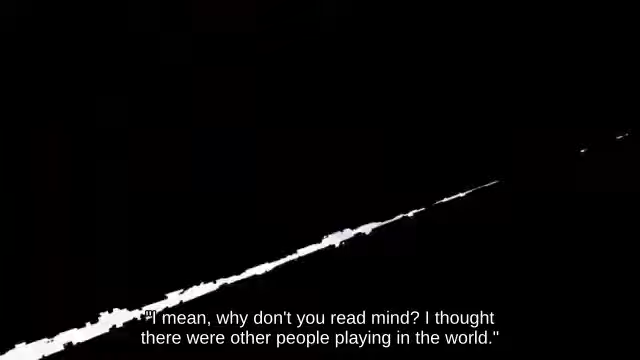 "I mean, why don't you read mind? I thought
there were other people playing in the world."